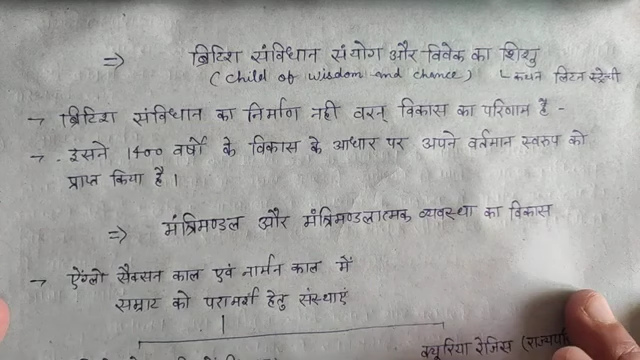 ⇒ ब्रिटिश संविधान संयोग और विवेक का शिशु
(Child of wisdom and chance) ↳ कथन लिटन स्ट्रैची
→ ब्रिटिश संविधान का निर्माण नही वरन् विकास का परिणाम है -
→ . इसने 1400 वर्षों के विकास के आधार पर अपने वर्तमान स्वरुप को
प्राप्त किया है ।
⇒ मंत्रिमण्डल और मंत्रिमण्डलात्मक व्यवस्था का विकास
→ ऐंग्लो सैक्सन काल एवं नार्मन काल में
सम्राट को परामर्श हेतु संस्थाएं
क्यूरिया रेजिस